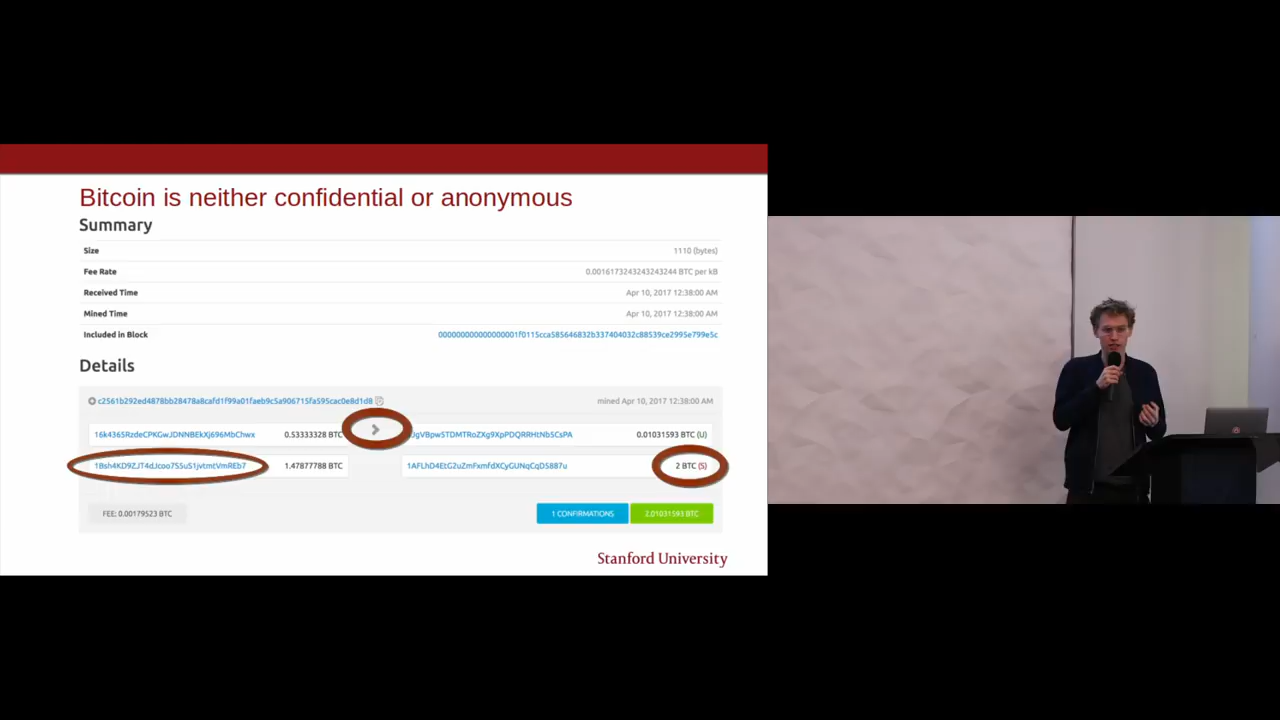 Bitcoin is neither confidential or anonymous
Summary
Size 1110 (bytes)
Fee Rate 0.0016173243243243244 BTC per kB
Received Time Apr 10, 2017 12:38:00 AM
Mined Time Apr 10, 2017 12:38:00 AM
Included in Block 000000000000000001f0115cca585646832b337404032c88539ce2995e799e5c
Details
c2561b292ed4878bb28478a8cafd1f99a01faeb9c5a906715fa595cac0e8d1d8 mined Apr 10, 2017 12:38:00 AM
16k4365RzdeCPKGwJDNNBEkXj696MbChwx 0.53333328 BTC > JgVBpw5TDMTRoZXg9XpPDQRRHtNb5CsPA 0.01031593 BTC (U)
1Bsh4KD9ZJT4dJcoo7S5uS1jvtmtVmREb7 1.47877788 BTC 1AFLhD4EtG2uZmFxmfdXCyGUNqCqD5887u 2 BTC (S)
FEE: 0.00179523 BTC 1 CONFIRMATIONS 2.01031593 BTC
Stanford University